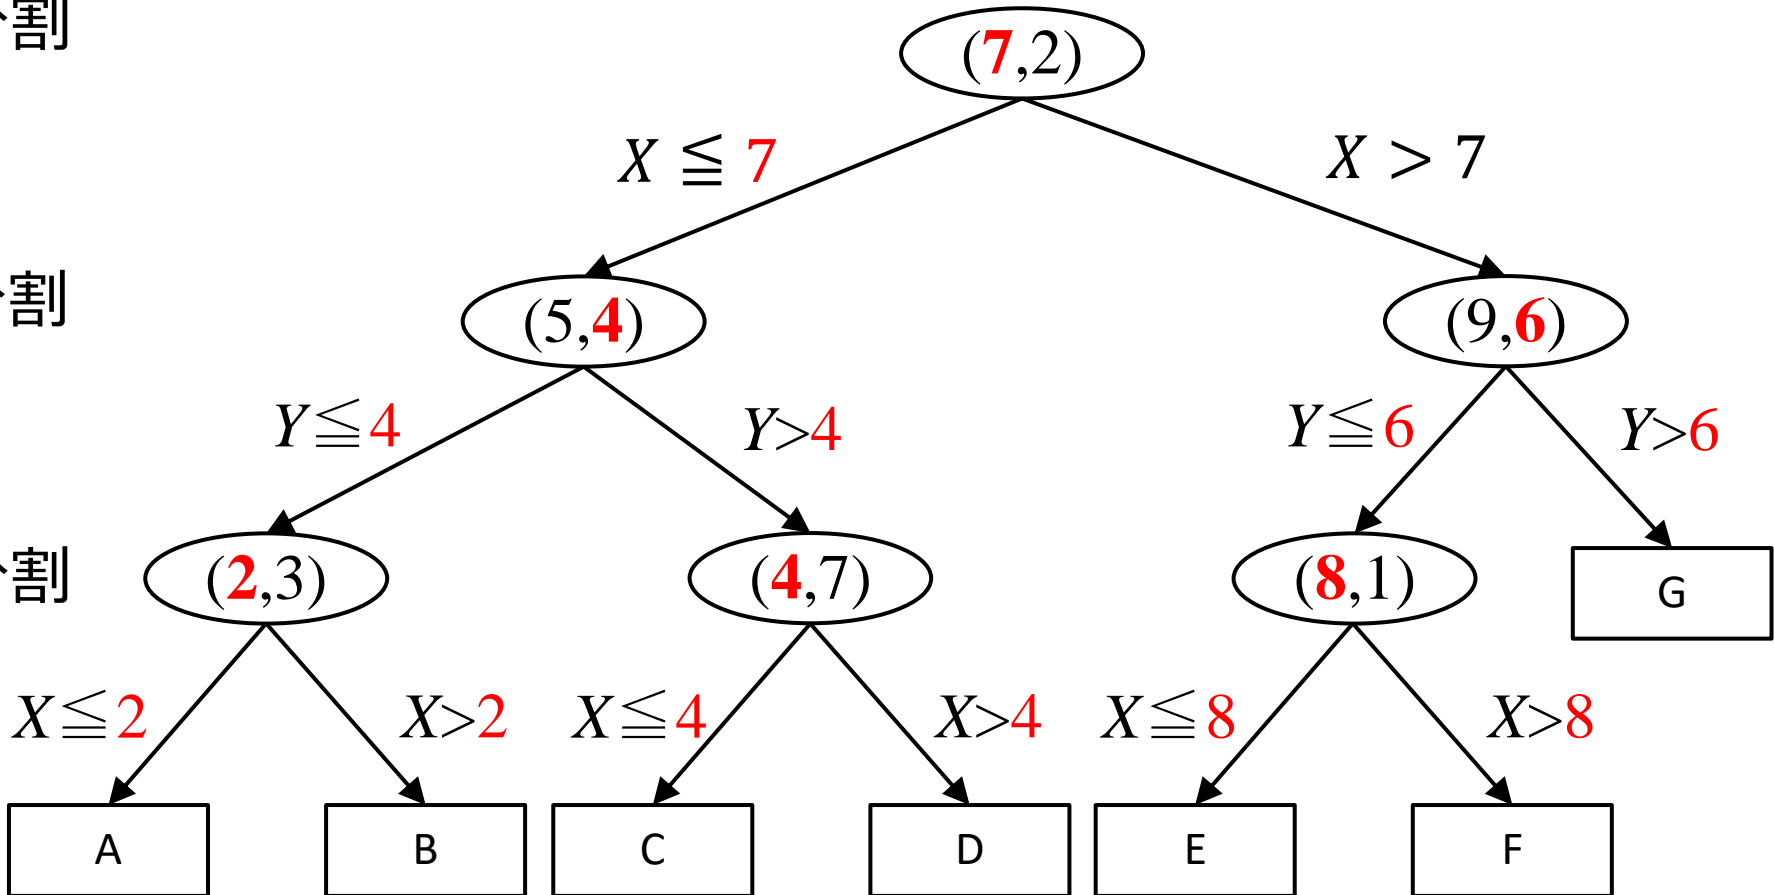 割
(7,2)
X ≦ 7
X > 7
割
(5,4)
(9,6)
Y≦4
Y>4
Y≦6
Y>6
割
(2,3)
(4,7)
(8,1)
G
X≦2
X>2
X≦4
X>4
X≦8
X>8
A
B
C
D
E
F